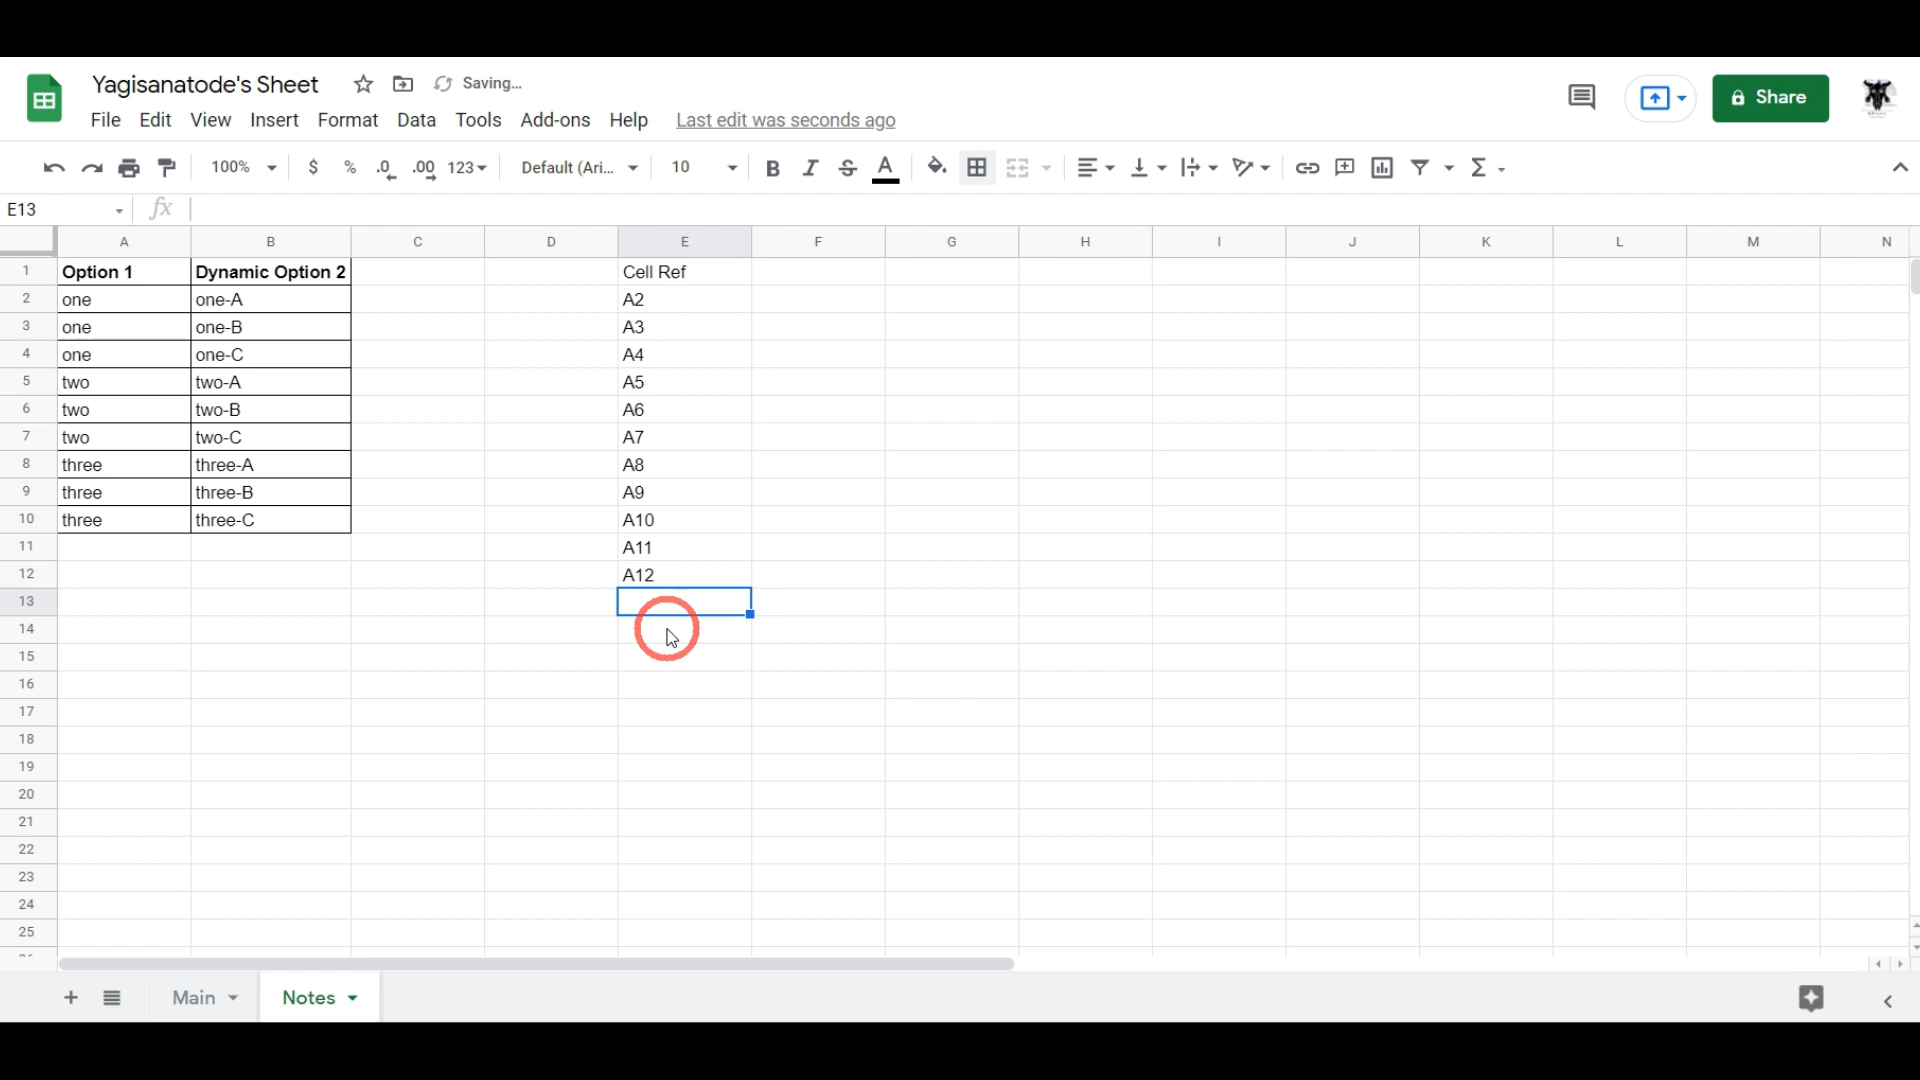 Yagisanatode's Sheet Saving...
File Edit View Insert Format Data Tools Add-ons Help Last edit was seconds ago
Share
100% $ % .0 .00 123 Default (Ari... 10 B I S A Σ
E13 fx
A B C D E F G H I J K L M N
1 Option 1 Dynamic Option 2 Cell Ref
2 one one-A A2
3 one one-B A3
4 one one-C A4
5 two two-A A5
6 two two-B A6
7 two two-C A7
8 three three-A A8
9 three three-B A9
10 three three-C A10
11 A11
12 A12
13
14
15
16
17
18
19
20
21
22
23
24
25
Main Notes